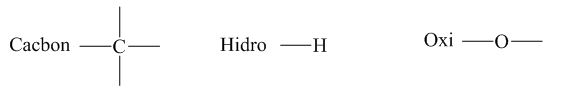 Cacbon —C— Hidro —H Oxi —O—